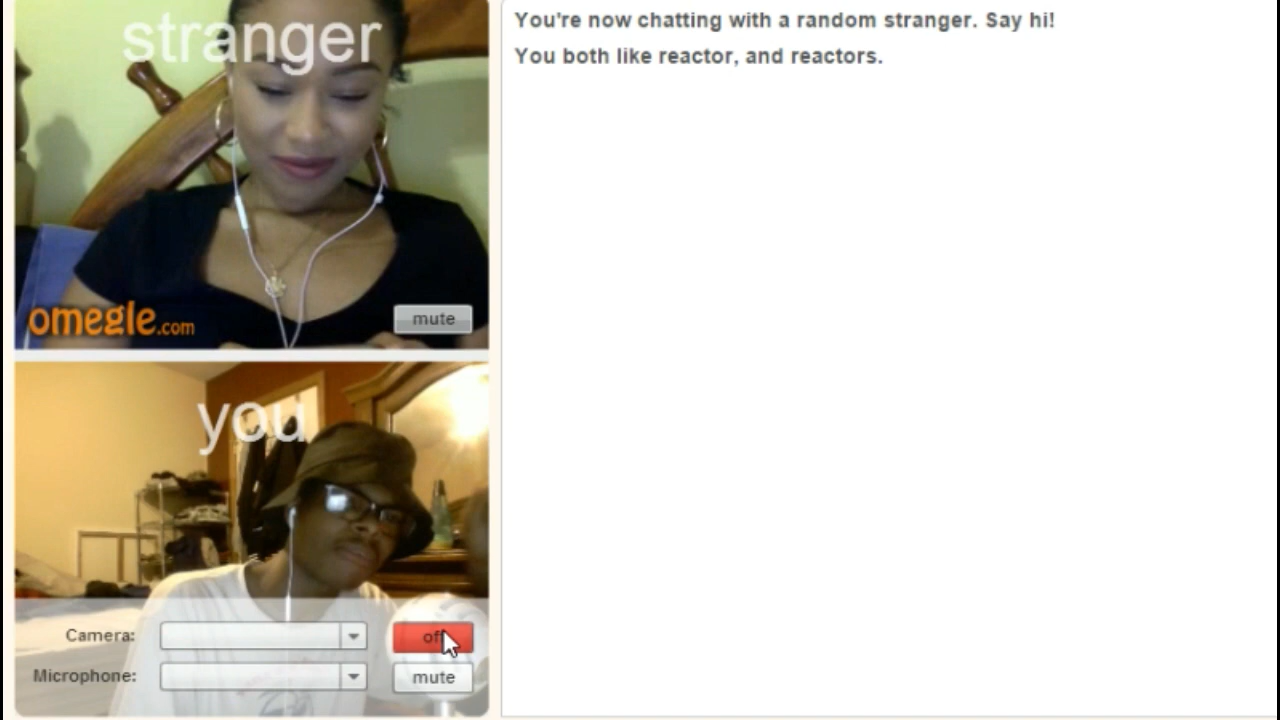 stranger
omegle.com
mute
you
Camera:
off
Microphone:
mute
You're now chatting with a random stranger. Say hi!
You both like reactor, and reactors.